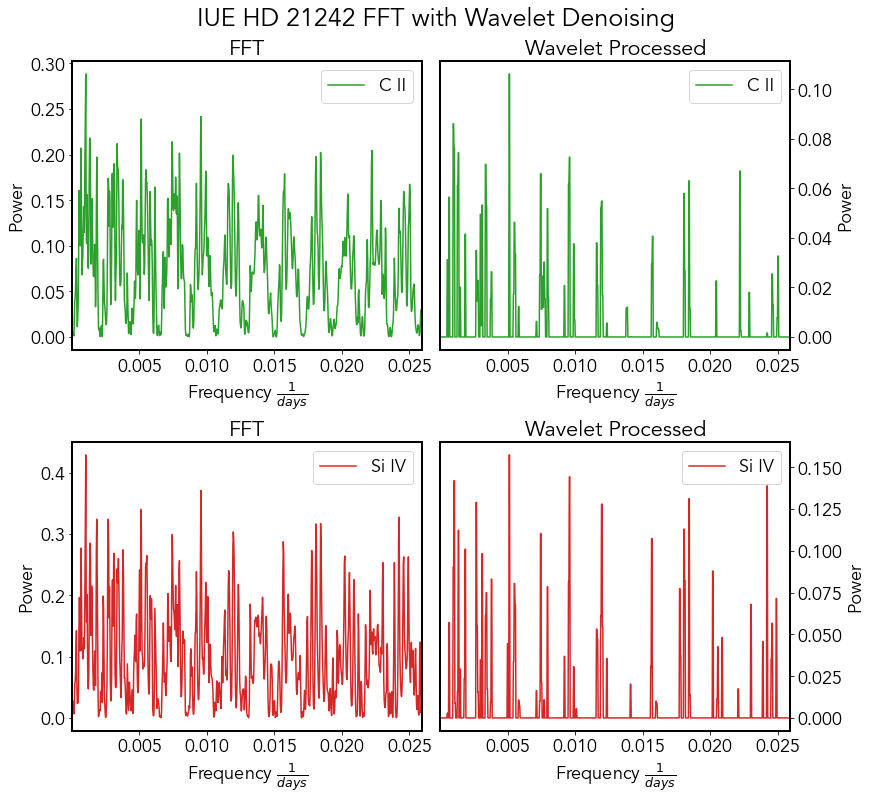 IUE HD 21242 FFT with Wavelet Denoising
FFT
Wavelet Processed
C II
C II
0.30
0.25
0.20
0.15
0.10
0.05
0.00
Power
0.10
0.08
0.06
0.04
0.02
0.00
Power
0.005 0.010 0.015 0.020 0.025
0.005 0.010 0.015 0.020 0.025
Frequency 1/days
Frequency 1/days
FFT
Wavelet Processed
Si IV
Si IV
0.4
0.3
0.2
0.1
0.0
Power
0.150
0.125
0.100
0.075
0.050
0.025
0.000
Power
0.005 0.010 0.015 0.020 0.025
0.005 0.010 0.015 0.020 0.025
Frequency 1/days
Frequency 1/days